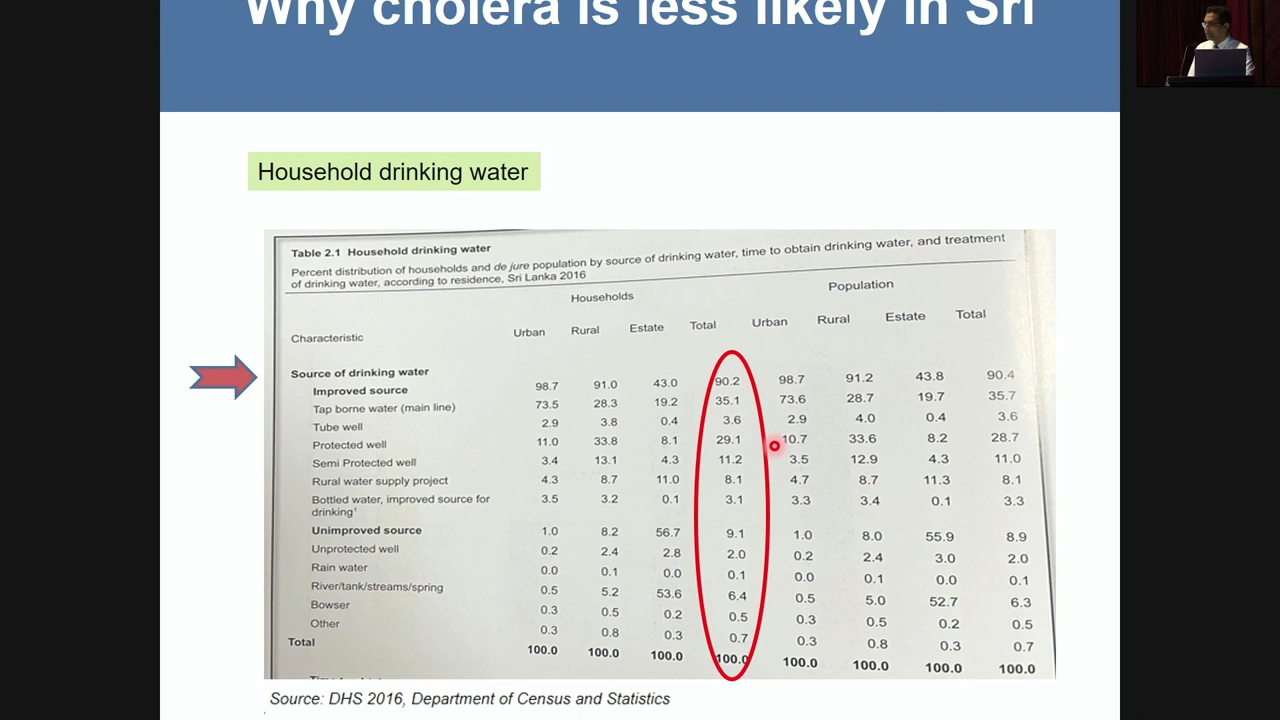 Why cholera is less likely in Sri
Household drinking water
Table 2.1 Household drinking water
Percent distribution of households and de jure population by source of drinking water, time to obtain drinking water, and treatment
of drinking water, according to residence, Sri Lanka 2016
Households Population
Characteristic Urban Rural Estate Total Urban Rural Estate Total
Source of drinking water
Improved source 98.7 91.0 43.0 90.2 98.7 91.2 43.8 90.4
Tap borne water (main line) 73.5 28.3 19.2 35.1 73.6 28.7 19.7 35.7
Tube well 2.9 3.8 0.4 3.6 2.9 4.0 0.4 3.6
Protected well 11.0 33.8 8.1 29.1 10.7 33.6 8.2 28.7
Semi Protected well 3.4 13.1 4.3 11.2 3.5 12.9 4.3 11.0
Rural water supply project 4.3 8.7 11.0 8.1 4.7 8.7 11.3 8.1
Bottled water, improved source for 3.5 3.2 0.1 3.1 3.3 3.4 0.1 3.3
drinking¹
Unimproved source 1.0 8.2 56.7 9.1 1.0 8.0 55.9 8.9
Unprotected well 0.2 2.4 2.8 2.0 0.2 2.4 3.0 2.0
Rain water 0.0 0.1 0.0 0.1 0.0 0.1 0.0 0.1
River/tank/streams/spring 0.5 5.2 53.6 6.4 0.5 5.0 52.7 6.3
Bowser 0.3 0.5 0.2 0.5 0.3 0.5 0.2 0.5
Other 0.3 0.8 0.3 0.7 0.3 0.8 0.3 0.7
Total 100.0 100.0 100.0 100.0 100.0 100.0 100.0 100.0
Source: DHS 2016, Department of Census and Statistics